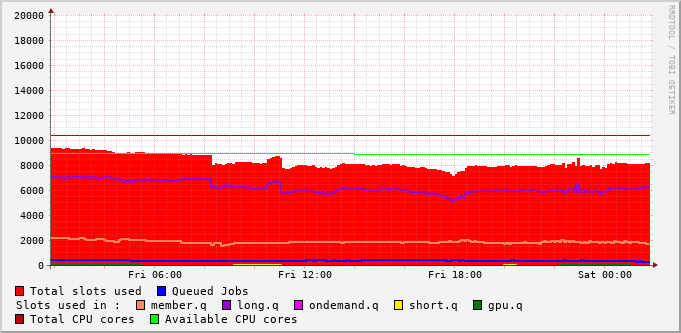 RRDTOOL / TOBI OETIKER
20000
18000
16000
14000
12000
10000
8000
6000
4000
2000
0
Fri 06:00 Fri 12:00 Fri 18:00 Sat 00:00
Total slots used Queued Jobs
Slots used in : member.q long.q ondemand.q short.q gpu.q
Total CPU cores Available CPU cores